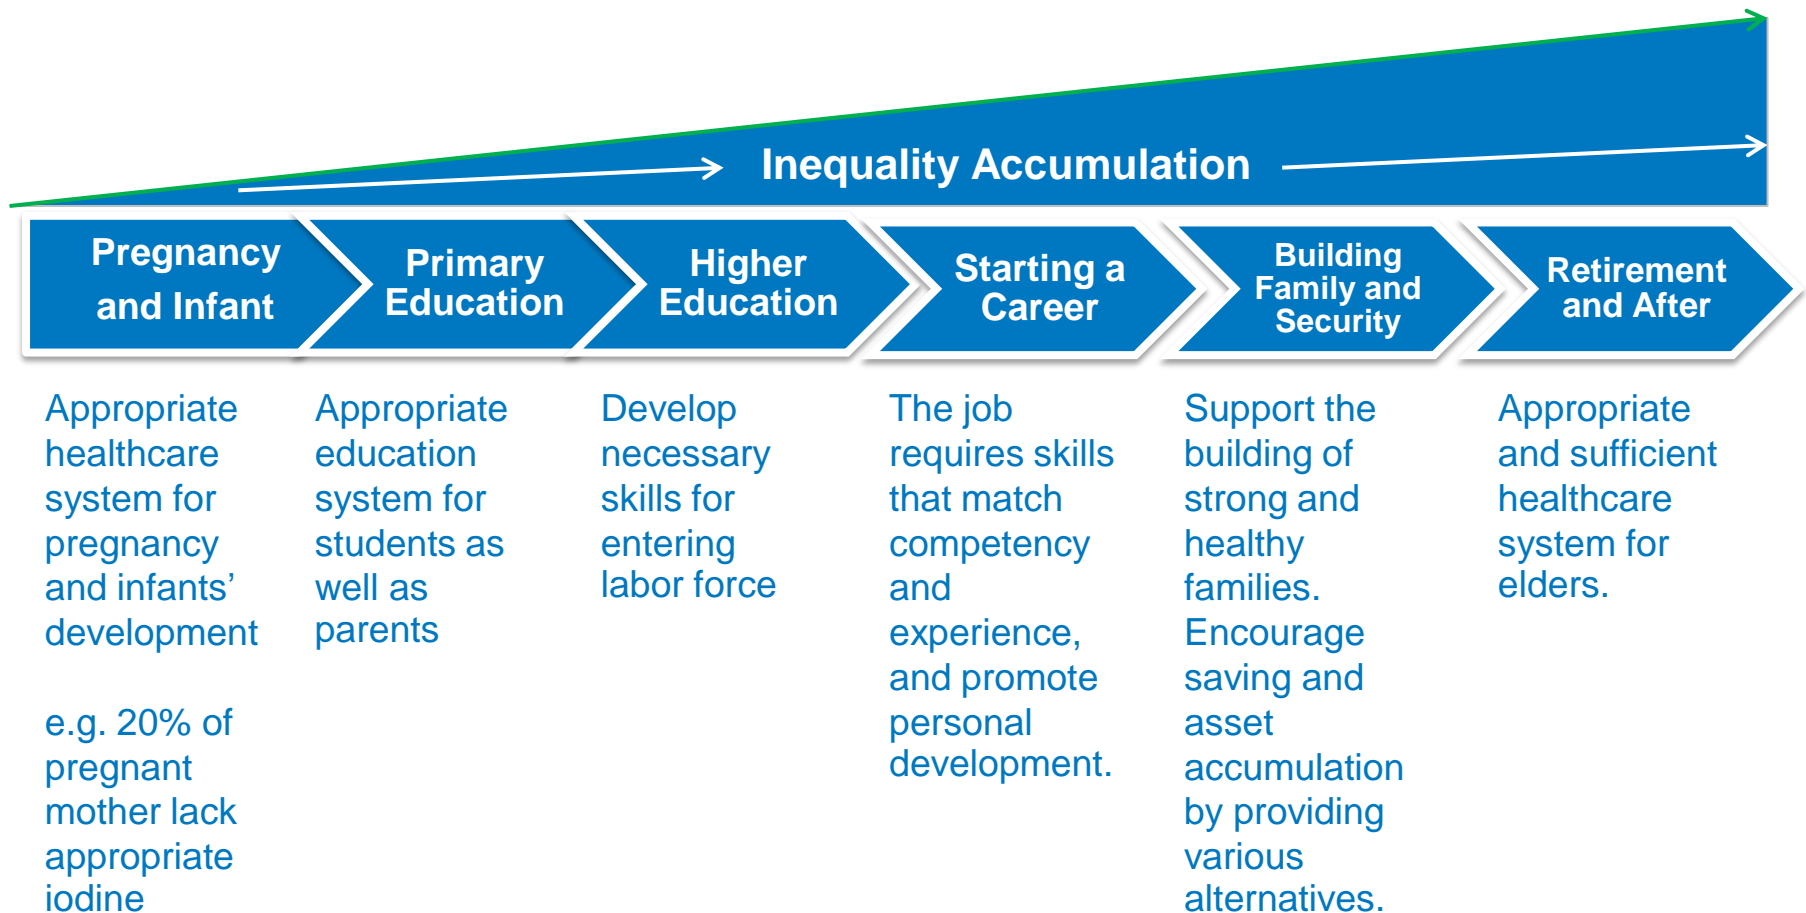 Inequality Accumulation
Pregnancy
and Infant
Primary
Education
Higher
Education
Starting a
Career
Building
Family and
Security
Retirement
and After
Appropriate
healthcare
system for
pregnancy
and infants’
development
e.g. 20% of
pregnant
mother lack
appropriate
iodine
Appropriate
education
system for
students as
well as
parents
Develop
necessary
skills for
entering
labor force
The job
requires skills
that match
competency
and
experience,
and promote
personal
development.
Support the
building of
strong and
healthy
families.
Encourage
saving and
asset
accumulation
by providing
various
alternatives.
Appropriate
and sufficient
healthcare
system for
elders.